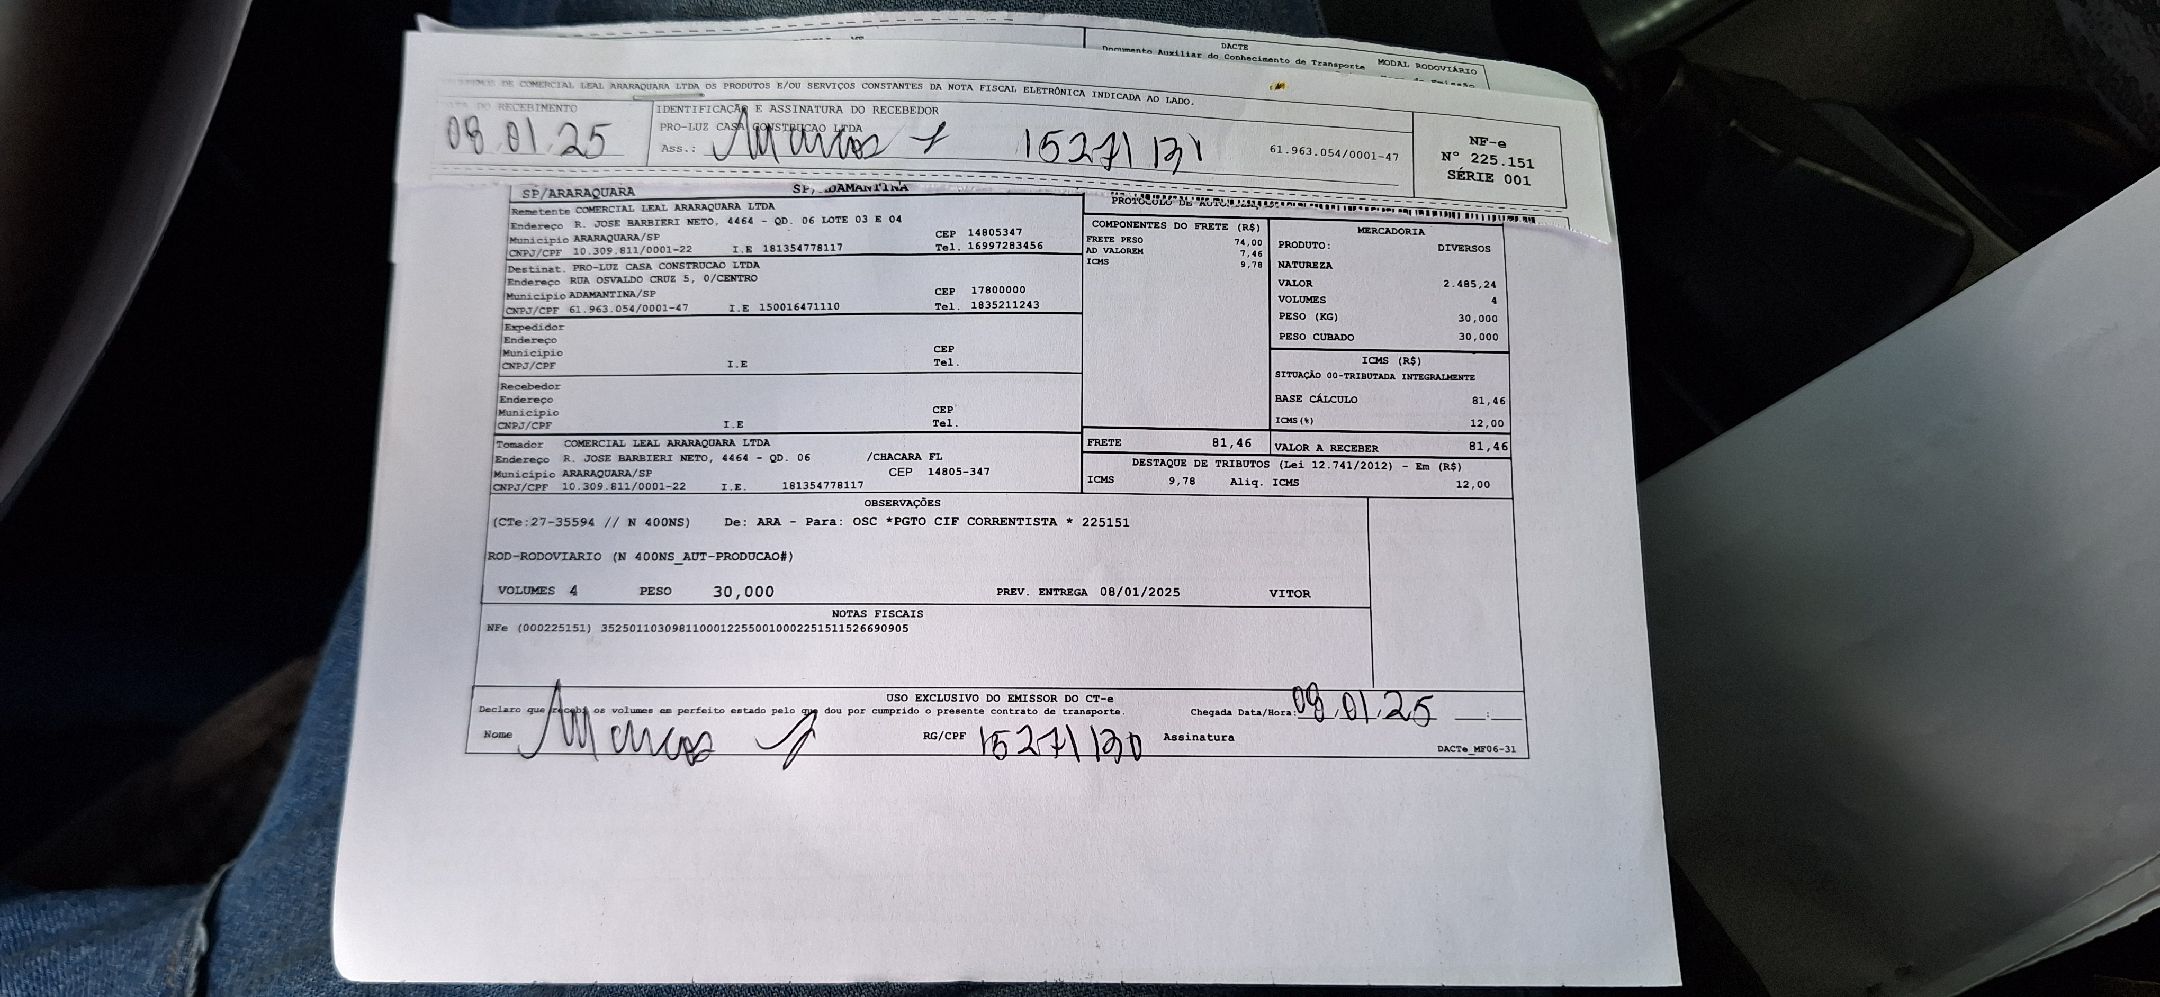 DACTE
Documento Auxiliar do Conhecimento de Transporte MODAL RODOVIÁRIO
DE COMERCIAL LEAL ARARAQUARA LTDA OS PRODUTOS E/OU SERVIÇOS CONSTANTES DA NOTA FISCAL ELETRÔNICA INDICADA AO LADO.
DO RECEBIMENTO
08 01 25
IDENTIFICAÇÃO E ASSINATURA DO RECEBEDOR
PRO-LUZ CASA CONSTRUCAO LTDA
Ass.: Marcos
61.963.054/0001-47
NF-e
Nº 225.151
SÉRIE 001
SP/ARARAQUARA
SP/ ADAMANTINA
Remetente COMERCIAL LEAL ARARAQUARA LTDA
Endereço R. JOSE BARBIERI NETO, 4464 - QD. 06 LOTE 03 E 04
Municipio ARARAQUARA/SP CEP 14805347
CNPJ/CPF 10.309.811/0001-22 I.E 181354778117 Tel. 16997283456
Destinat. PRO-LUZ CASA CONSTRUCAO LTDA
Endereço RUA OSVALDO CRUZ 5, 0/CENTRO
Municipio ADAMANTINA/SP CEP 17800000
CNPJ/CPF 61.963.054/0001-47 I.E 150016471110 Tel. 1835211243
Expedidor
Endereço
Municipio CEP
CNPJ/CPF I.E Tel.
Recebedor
Endereço
Municipio CEP
CNPJ/CPF I.E Tel.
Tomador COMERCIAL LEAL ARARAQUARA LTDA
Endereço R. JOSE BARBIERI NETO, 4464 - QD. 06 /CHACARA FL
Municipio ARARAQUARA/SP CEP 14805-347
CNPJ/CPF 10.309.811/0001-22 I.E. 181354778117
COMPONENTES DO FRETE (R$)
FRETE PESO 74,00
AD VALOREM 7,46
ICMS 9,78
FRETE 81,46
MERCADORIA
PRODUTO: DIVERSOS
NATUREZA
VALOR 2.485,24
VOLUMES 4
PESO (KG) 30,000
PESO CUBADO 30,000
ICMS (R$)
SITUAÇÃO 00-TRIBUTADA INTEGRALMENTE
BASE CÁLCULO 81,46
ICMS(%) 12,00
VALOR A RECEBER 81,46
DESTAQUE DE TRIBUTOS (Lei 12.741/2012) - Em (R$)
ICMS 9,78 Aliq. ICMS 12,00
OBSERVAÇÕES
(CTe:27-35594 // N 400NS) De: ARA - Para: OSC *PGTO CIF CORRENTISTA * 225151
ROD-RODOVIARIO (N 400NS_AUT-PRODUCAO#)
VOLUMES 4 PESO 30,000 PREV. ENTREGA 08/01/2025 VITOR
NOTAS FISCAIS
NFe (000225151) 35250110309811000122550010002251511526690905
USO EXCLUSIVO DO EMISSOR DO CT-e
Declaro que recebi os volumes em perfeito estado pelo que dou por cumprido o presente contrato de transporte. Chegada Data/Hora: 08 01 25 __:__
Nome Marcos RG/CPF 15271130 Assinatura
DACTe_MF06-31